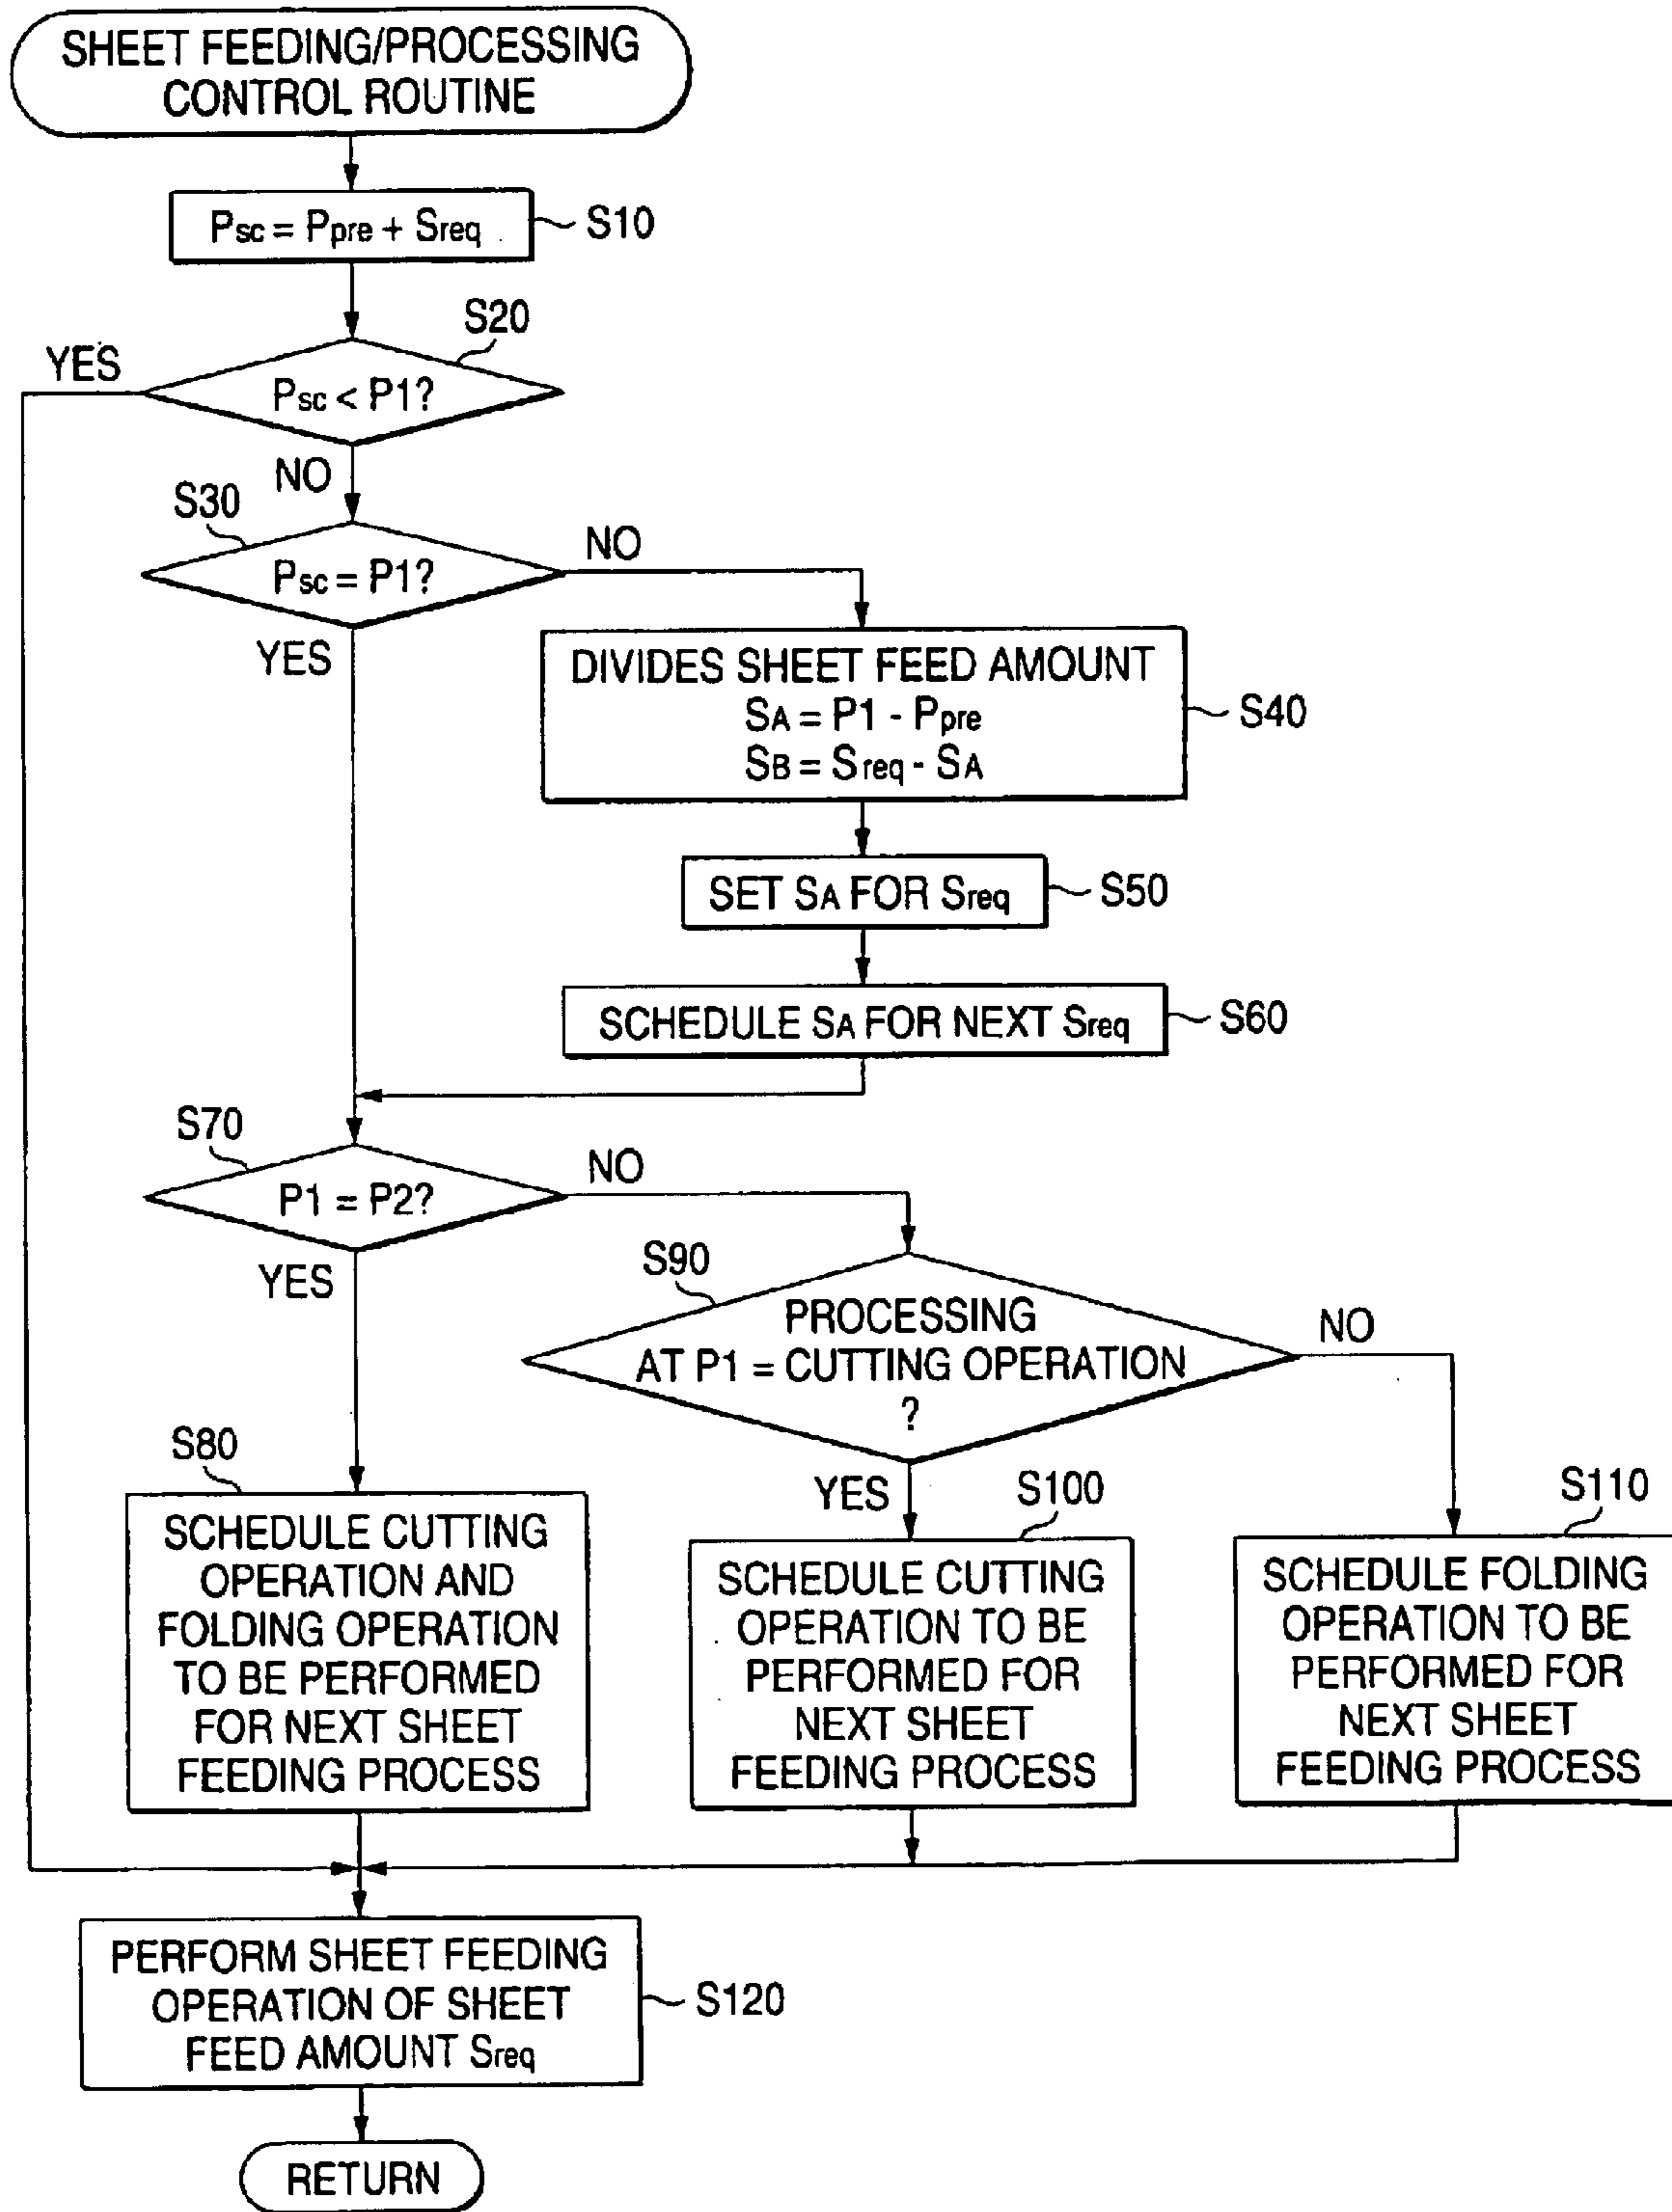 SHEET FEEDING/PROCESSING
CONTROL ROUTINE
Psc = Ppre + Sreq
S10
S20
YES
Psc < P1?
NO
S30
NO
Psc = P1?
YES
DIVIDES SHEET FEED AMOUNT
SA = P1 - Ppre
SB = Sreq - SA
S40
SET SA FOR Sreq
S50
SCHEDULE SA FOR NEXT Sreq
S60
S70
NO
P1 = P2?
YES
S90
PROCESSING
AT P1 = CUTTING OPERATION
?
NO
YES
S80
SCHEDULE CUTTING
OPERATION AND
FOLDING OPERATION
TO BE PERFORMED
FOR NEXT SHEET
FEEDING PROCESS
S100
SCHEDULE CUTTING
OPERATION TO BE
PERFORMED FOR
NEXT SHEET
FEEDING PROCESS
S110
SCHEDULE FOLDING
OPERATION TO BE
PERFORMED FOR
NEXT SHEET
FEEDING PROCESS
PERFORM SHEET FEEDING
OPERATION OF SHEET
FEED AMOUNT Sreq
S120
RETURN